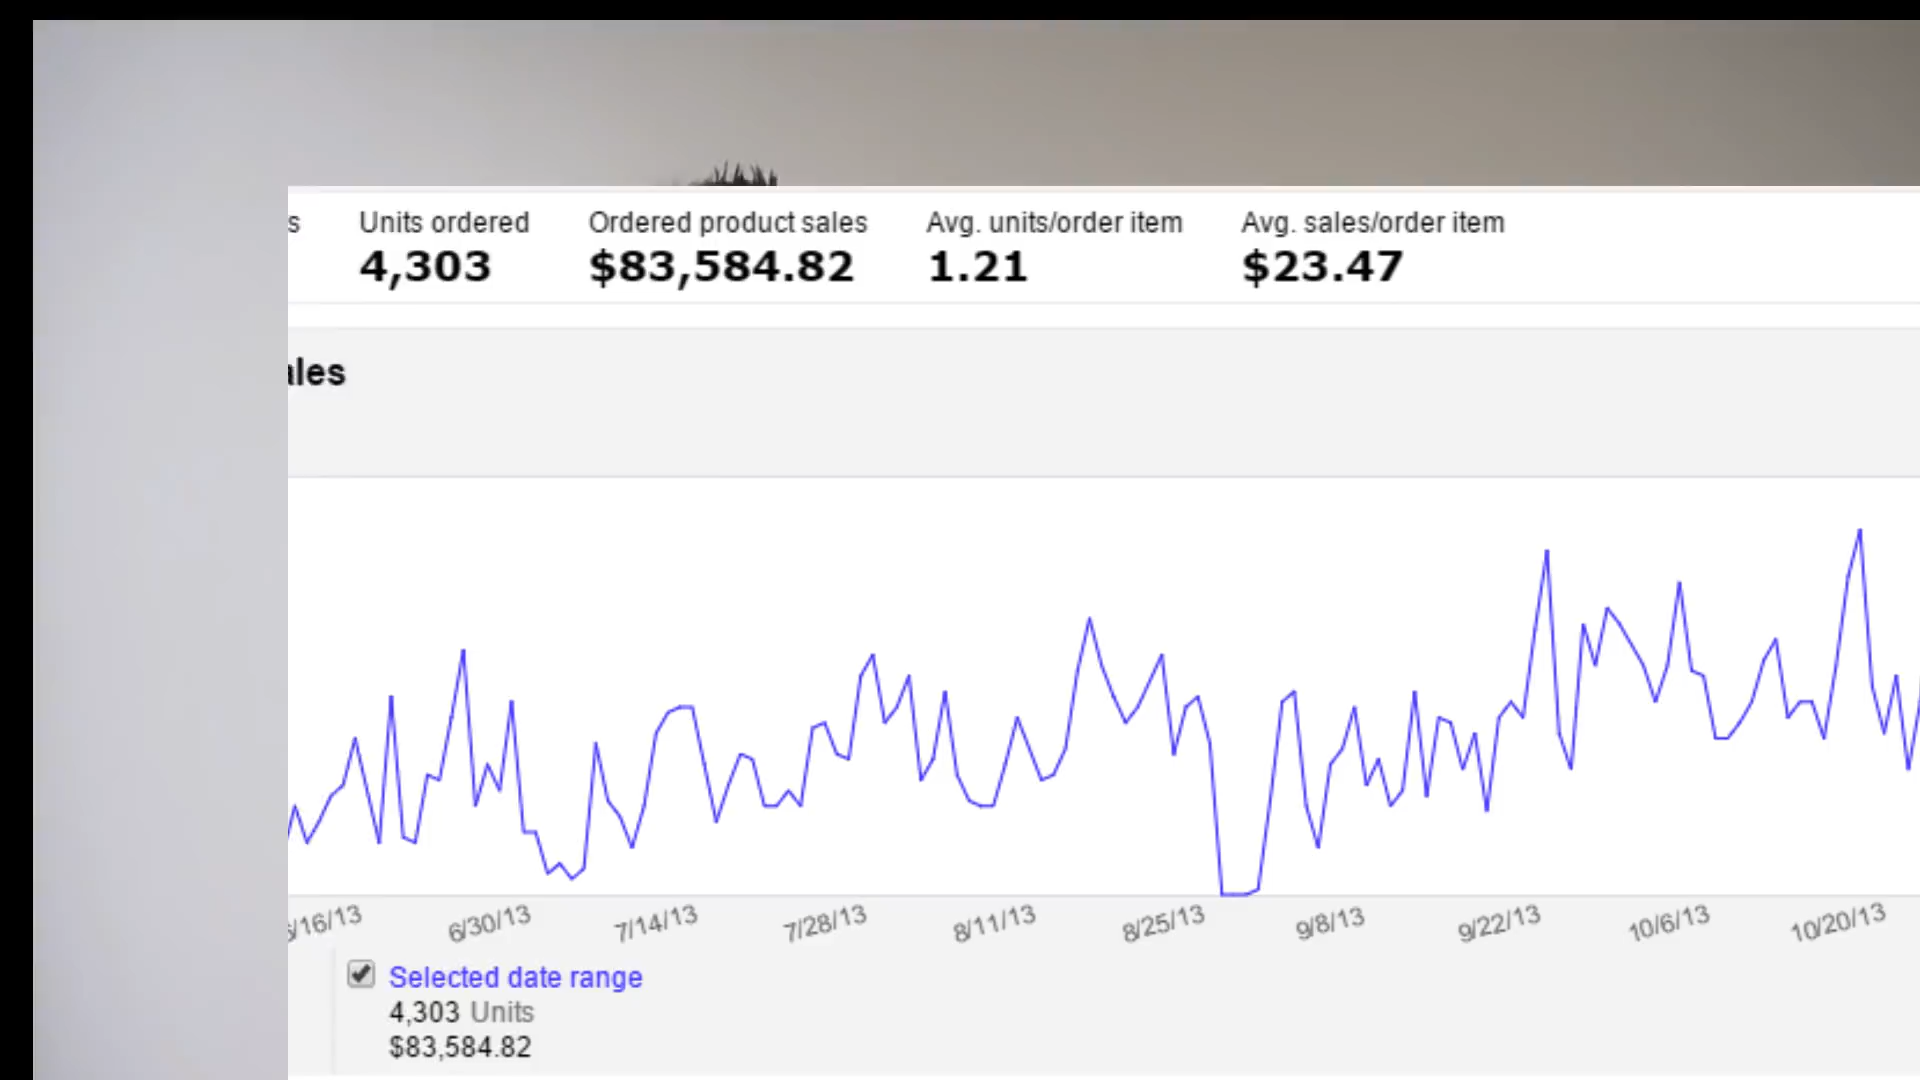 s Units ordered Ordered product sales Avg. units/order item Avg. sales/order item
4,303 $83,584.82 1.21 $23.47
ales
/16/13 6/30/13 7/14/13 7/28/13 8/11/13 8/25/13 9/8/13 9/22/13 10/6/13 10/20/13
Selected date range
4,303 Units
$83,584.82